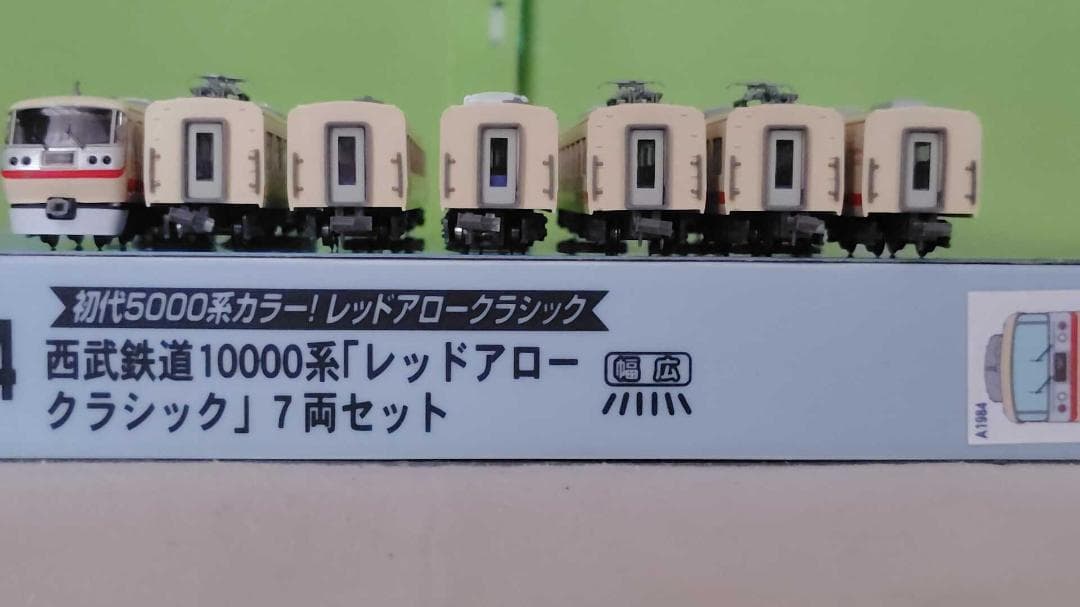 初代5000系カラー!レッドアロークラシック
西武鉄道10000系「レッドアロー
クラシック」7両セット
幅広
4
A1984